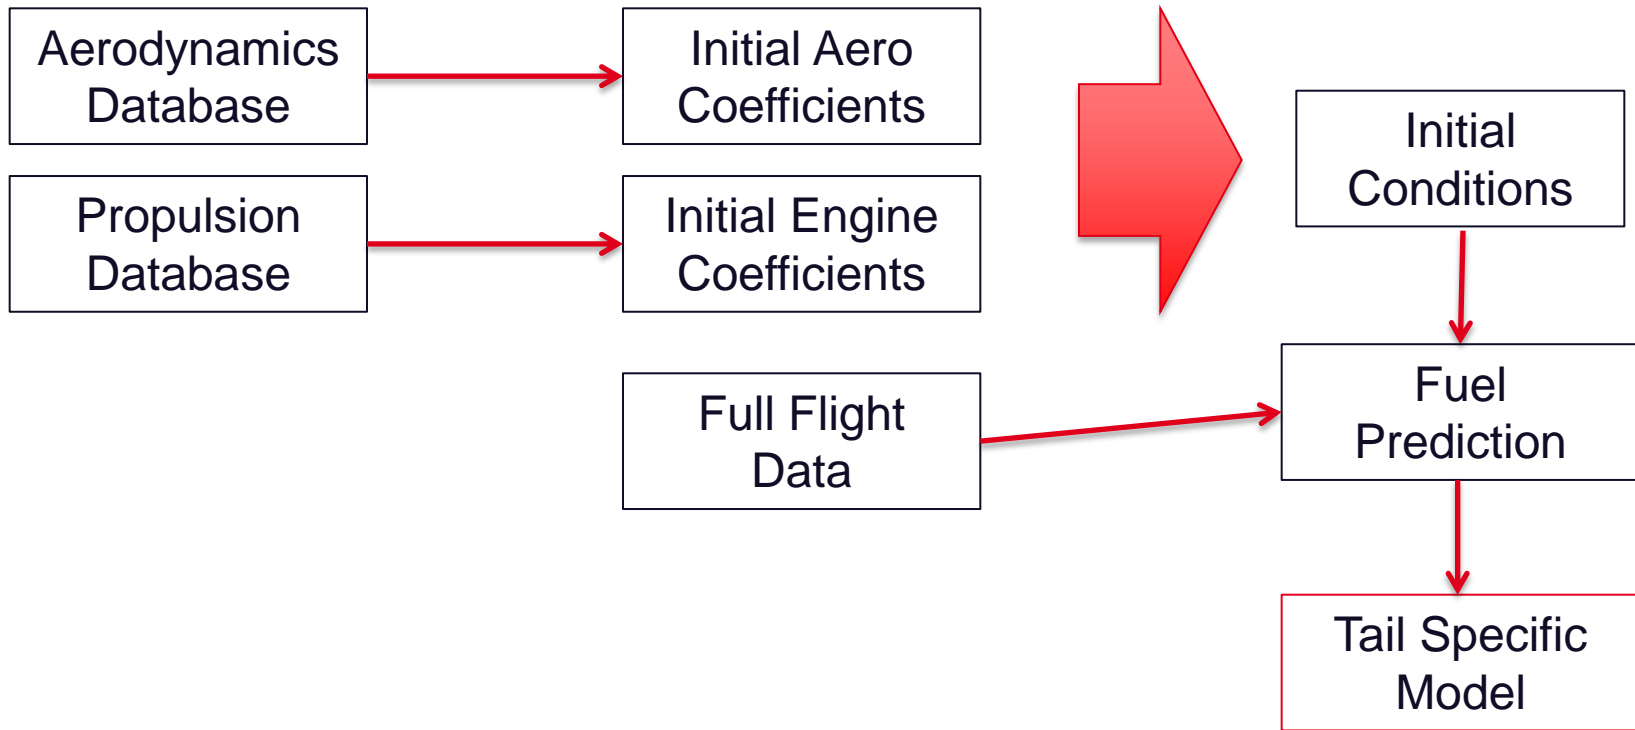 Aerodynamics
Database
Initial Aero
Coefficients
Initial
Conditions
Propulsion
Database
Initial Engine
Coefficients
Full Flight
Data
Fuel
Prediction
Tail Specific
Model